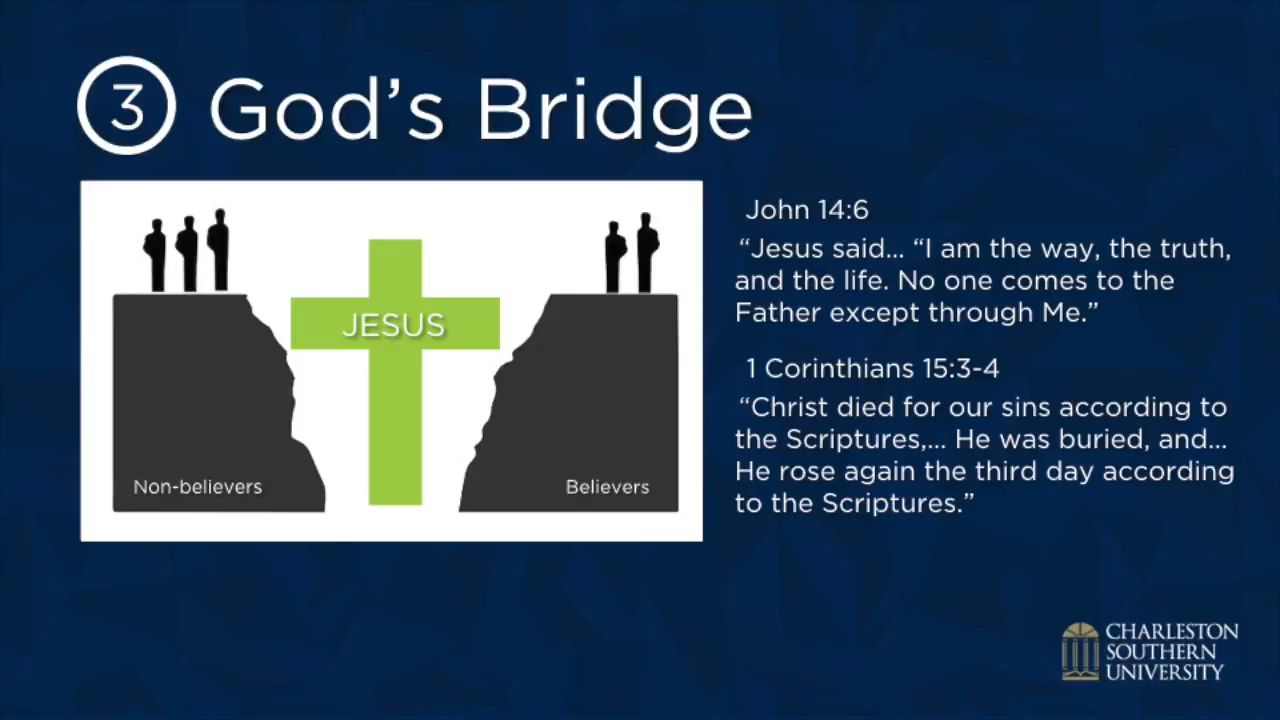 3 God’s Bridge
JESUS
Non-believers
Believers
John 14:6
“Jesus said... “I am the way, the truth,
and the life. No one comes to the
Father except through Me.”
1 Corinthians 15:3-4
“Christ died for our sins according to
the Scriptures,... He was buried, and...
He rose again the third day according
to the Scriptures.”
CHARLESTON
SOUTHERN
UNIVERSITY